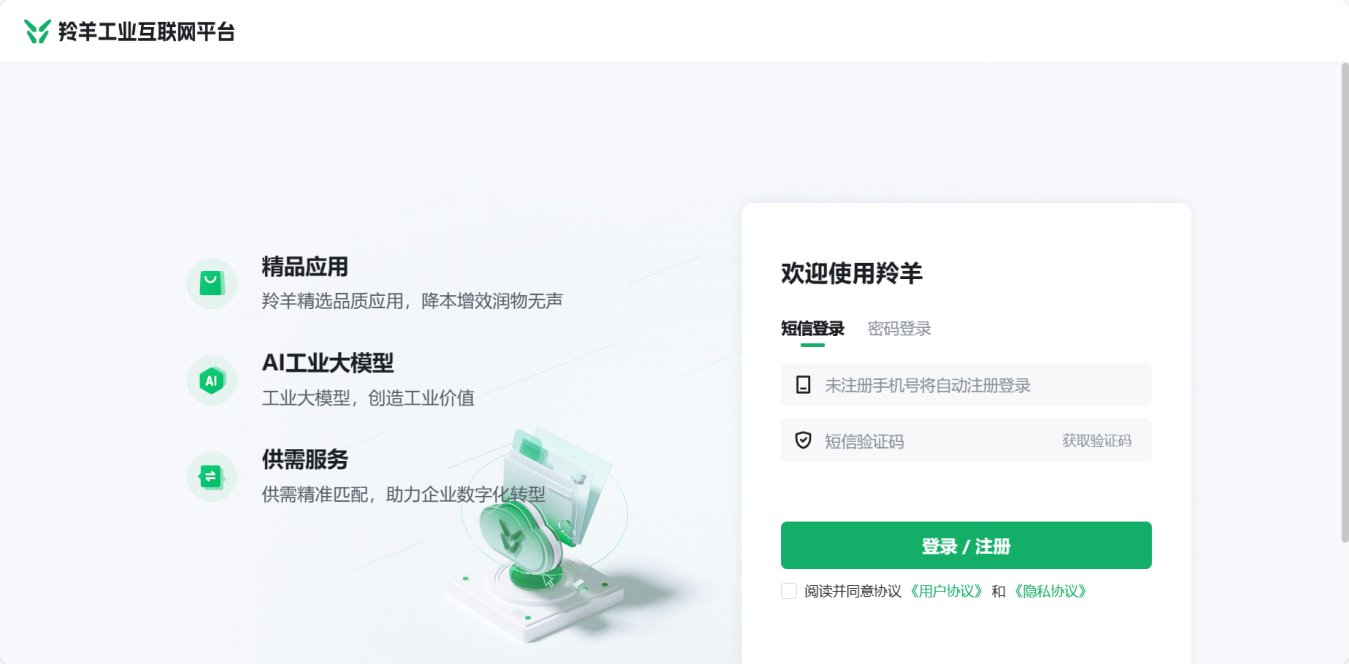 羚羊工业互联网平台
精品应用
羚羊精选品质应用，降本增效润物无声
AI
AI工业大模型
工业大模型，创造工业价值
供需服务
供需精准匹配，助力企业数字化转型
欢迎使用羚羊
短信登录 密码登录
未注册手机号将自动注册登录
短信验证码 获取验证码
登录 / 注册
阅读并同意协议《用户协议》 和 《隐私协议》